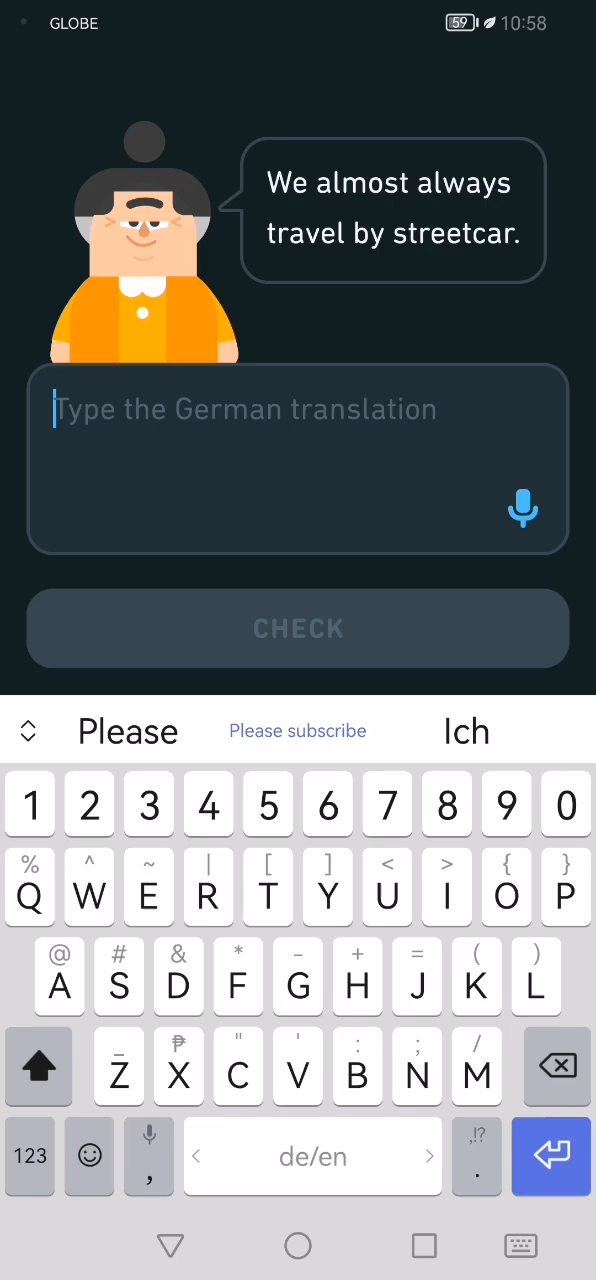 GLOBE 59 10:58
We almost always
travel by streetcar.
Type the German translation
CHECK
Please Please subscribe Ich
1 2 3 4 5 6 7 8 9 0
% ^ ~ | [ ] < > { }
Q W E R T Y U I O P
@ # & * - + = ( )
A S D F G H J K L
_ ₱ " ' : ; /
Z X C V B N M
123 , < de/en > ,!? .